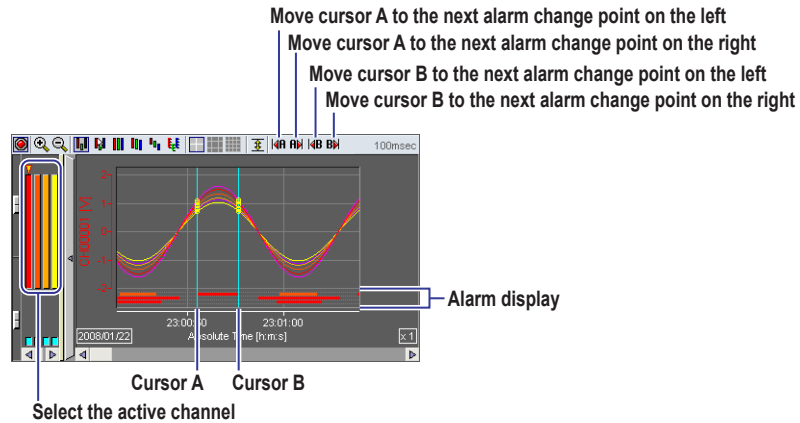 Move cursor A to the next alarm change point on the left
Move cursor A to the next alarm change point on the right
Move cursor B to the next alarm change point on the left
Move cursor B to the next alarm change point on the right
A A B B 100msec
2
1
0
-1
-2
CH00001 [V]
Alarm display
23:00:50 23:01:00
2008/01/22 Absolute Time [h:m:s] x 1
Cursor A Cursor B
Select the active channel